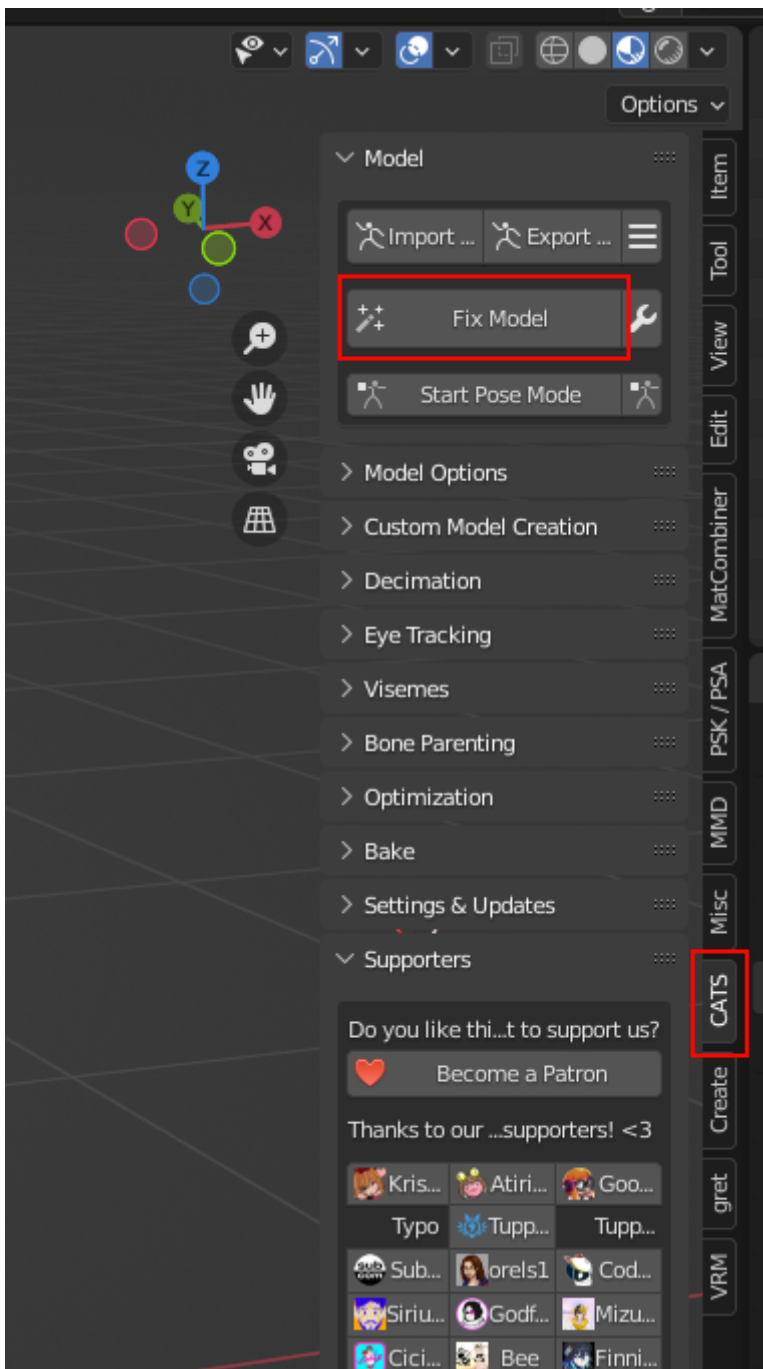 Options
Z
Y
X
Model
Import ... Export ...
Fix Model
Start Pose Mode
Model Options
Custom Model Creation
Decimation
Eye Tracking
Visemes
Bone Parenting
Optimization
Bake
Settings & Updates
Supporters
Do you like thi...t to support us?
Become a Patron
Thanks to our ...supporters! <3
Kris... Atiri... Goo...
Typo Tupp... Tupp...
Sub... orels1 Cod...
Siriu... Godf... Mizu...
Cici... Bee Finni...
Item
Tool
View
Edit
MatCombiner
PSK / PSA
MMD
Misc
CATS
Create
gret
VRM